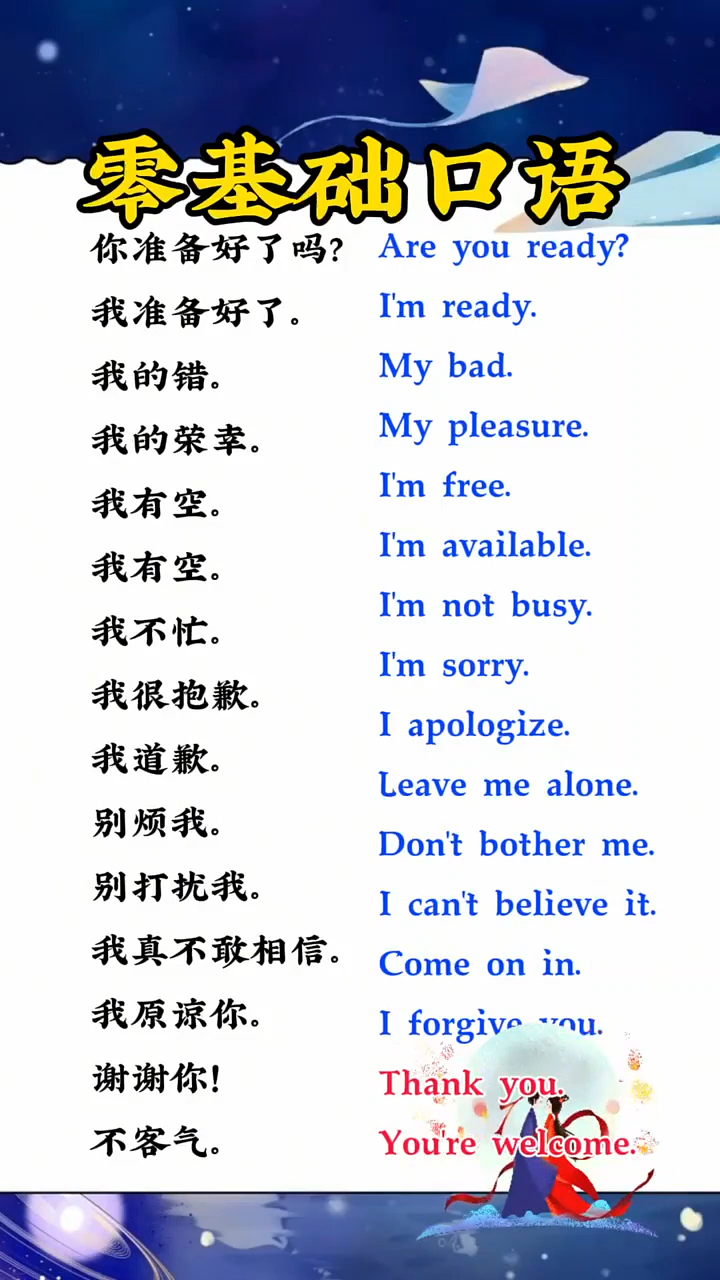 零基础口语
你准备好了吗?
我准备好了。
我的错。
我的荣幸。
我有空。
我有空。
我不忙。
我很抱歉。
我道歉。
别烦我。
别打扰我。
我真不敢相信。
我原谅你。
谢谢你!
不客气。
Are you ready?
I'm ready.
My bad.
My pleasure.
I'm free.
I'm available.
I'm not busy.
I'm sorry.
I apologize.
Leave me alone.
Don't bother me.
I can't believe it.
Come on in.
I forgive you.
Thank you.
You're welcome.